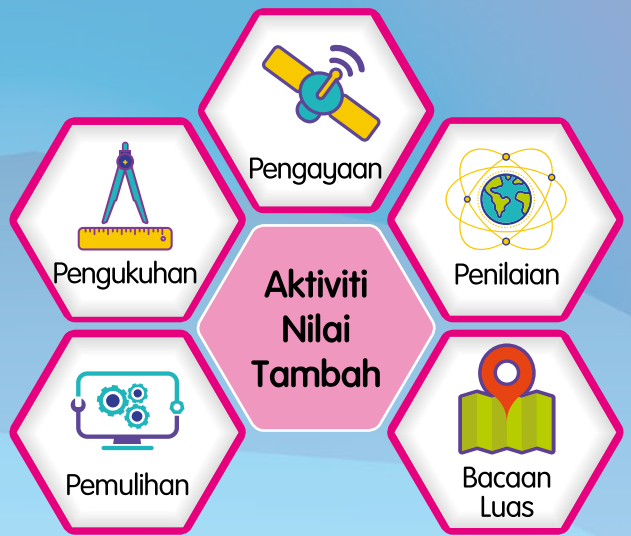 Pengayaan
Pengukuhan
Penilaian
Aktiviti
Nilai
Tambah
Pemulihan
Bacaan
Luas